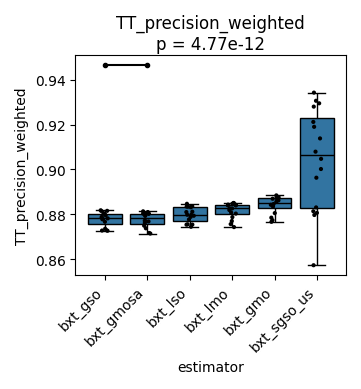 TT_precision_weighted
p = 4.77e-12
TT_precision_weighted
0.94
0.92
0.90
0.88
0.86
bxt_gso
bxt_gmosa
bxt_lso
bxt_lmo
bxt_gmo
bxt_sgso_us
estimator